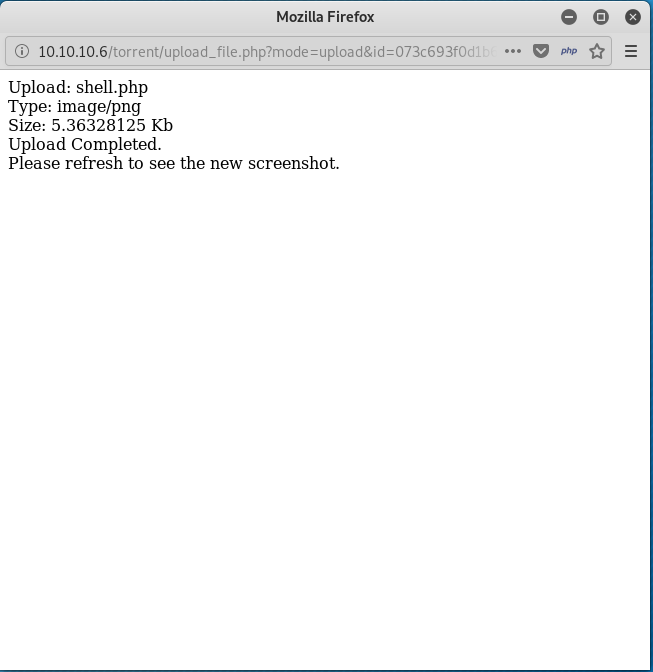 Mozilla Firefox
10.10.10.6/torrent/upload_file.php?mode=upload&id=073c693f0d1b
php
Upload: shell.php
Type: image/png
Size: 5.36328125 Kb
Upload Completed.
Please refresh to see the new screenshot.